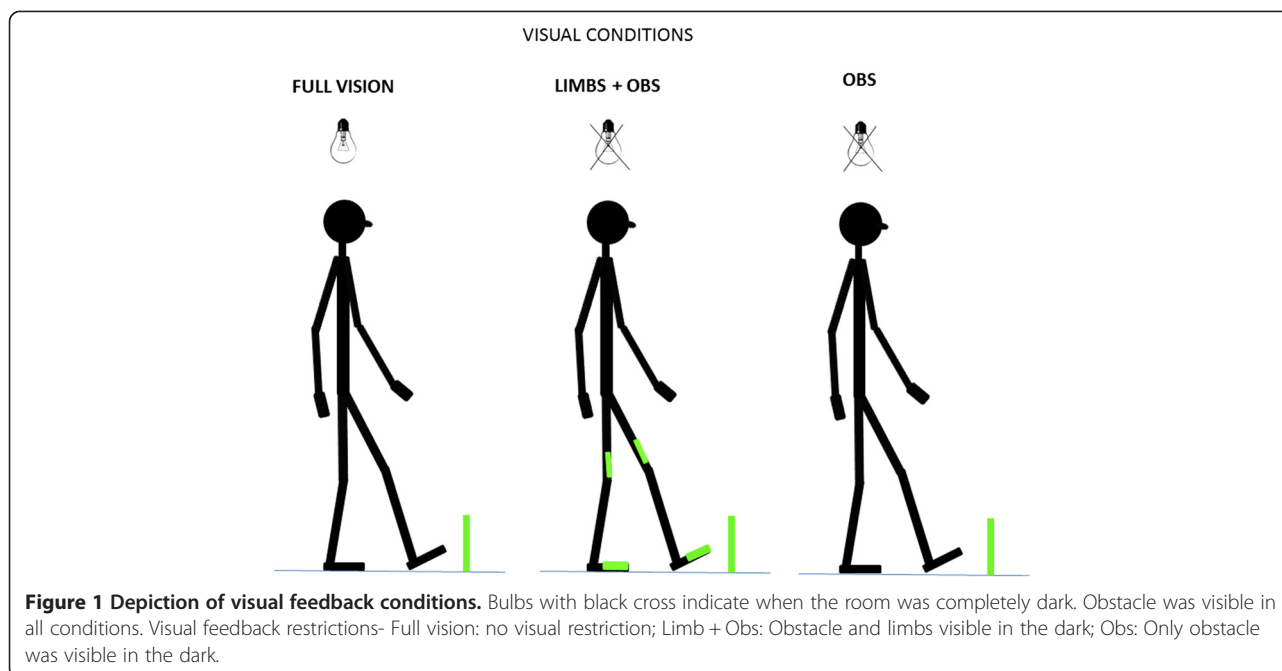 VISUAL CONDITIONS
FULL VISION
LIMBS + OBS
OBS
Figure 1 Depiction of visual feedback conditions. Bulbs with black cross indicate when the room was completely dark. Obstacle was visible in
all conditions. Visual feedback restrictions- Full vision: no visual restriction; Limb + Obs: Obstacle and limbs visible in the dark; Obs: Only obstacle
was visible in the dark.